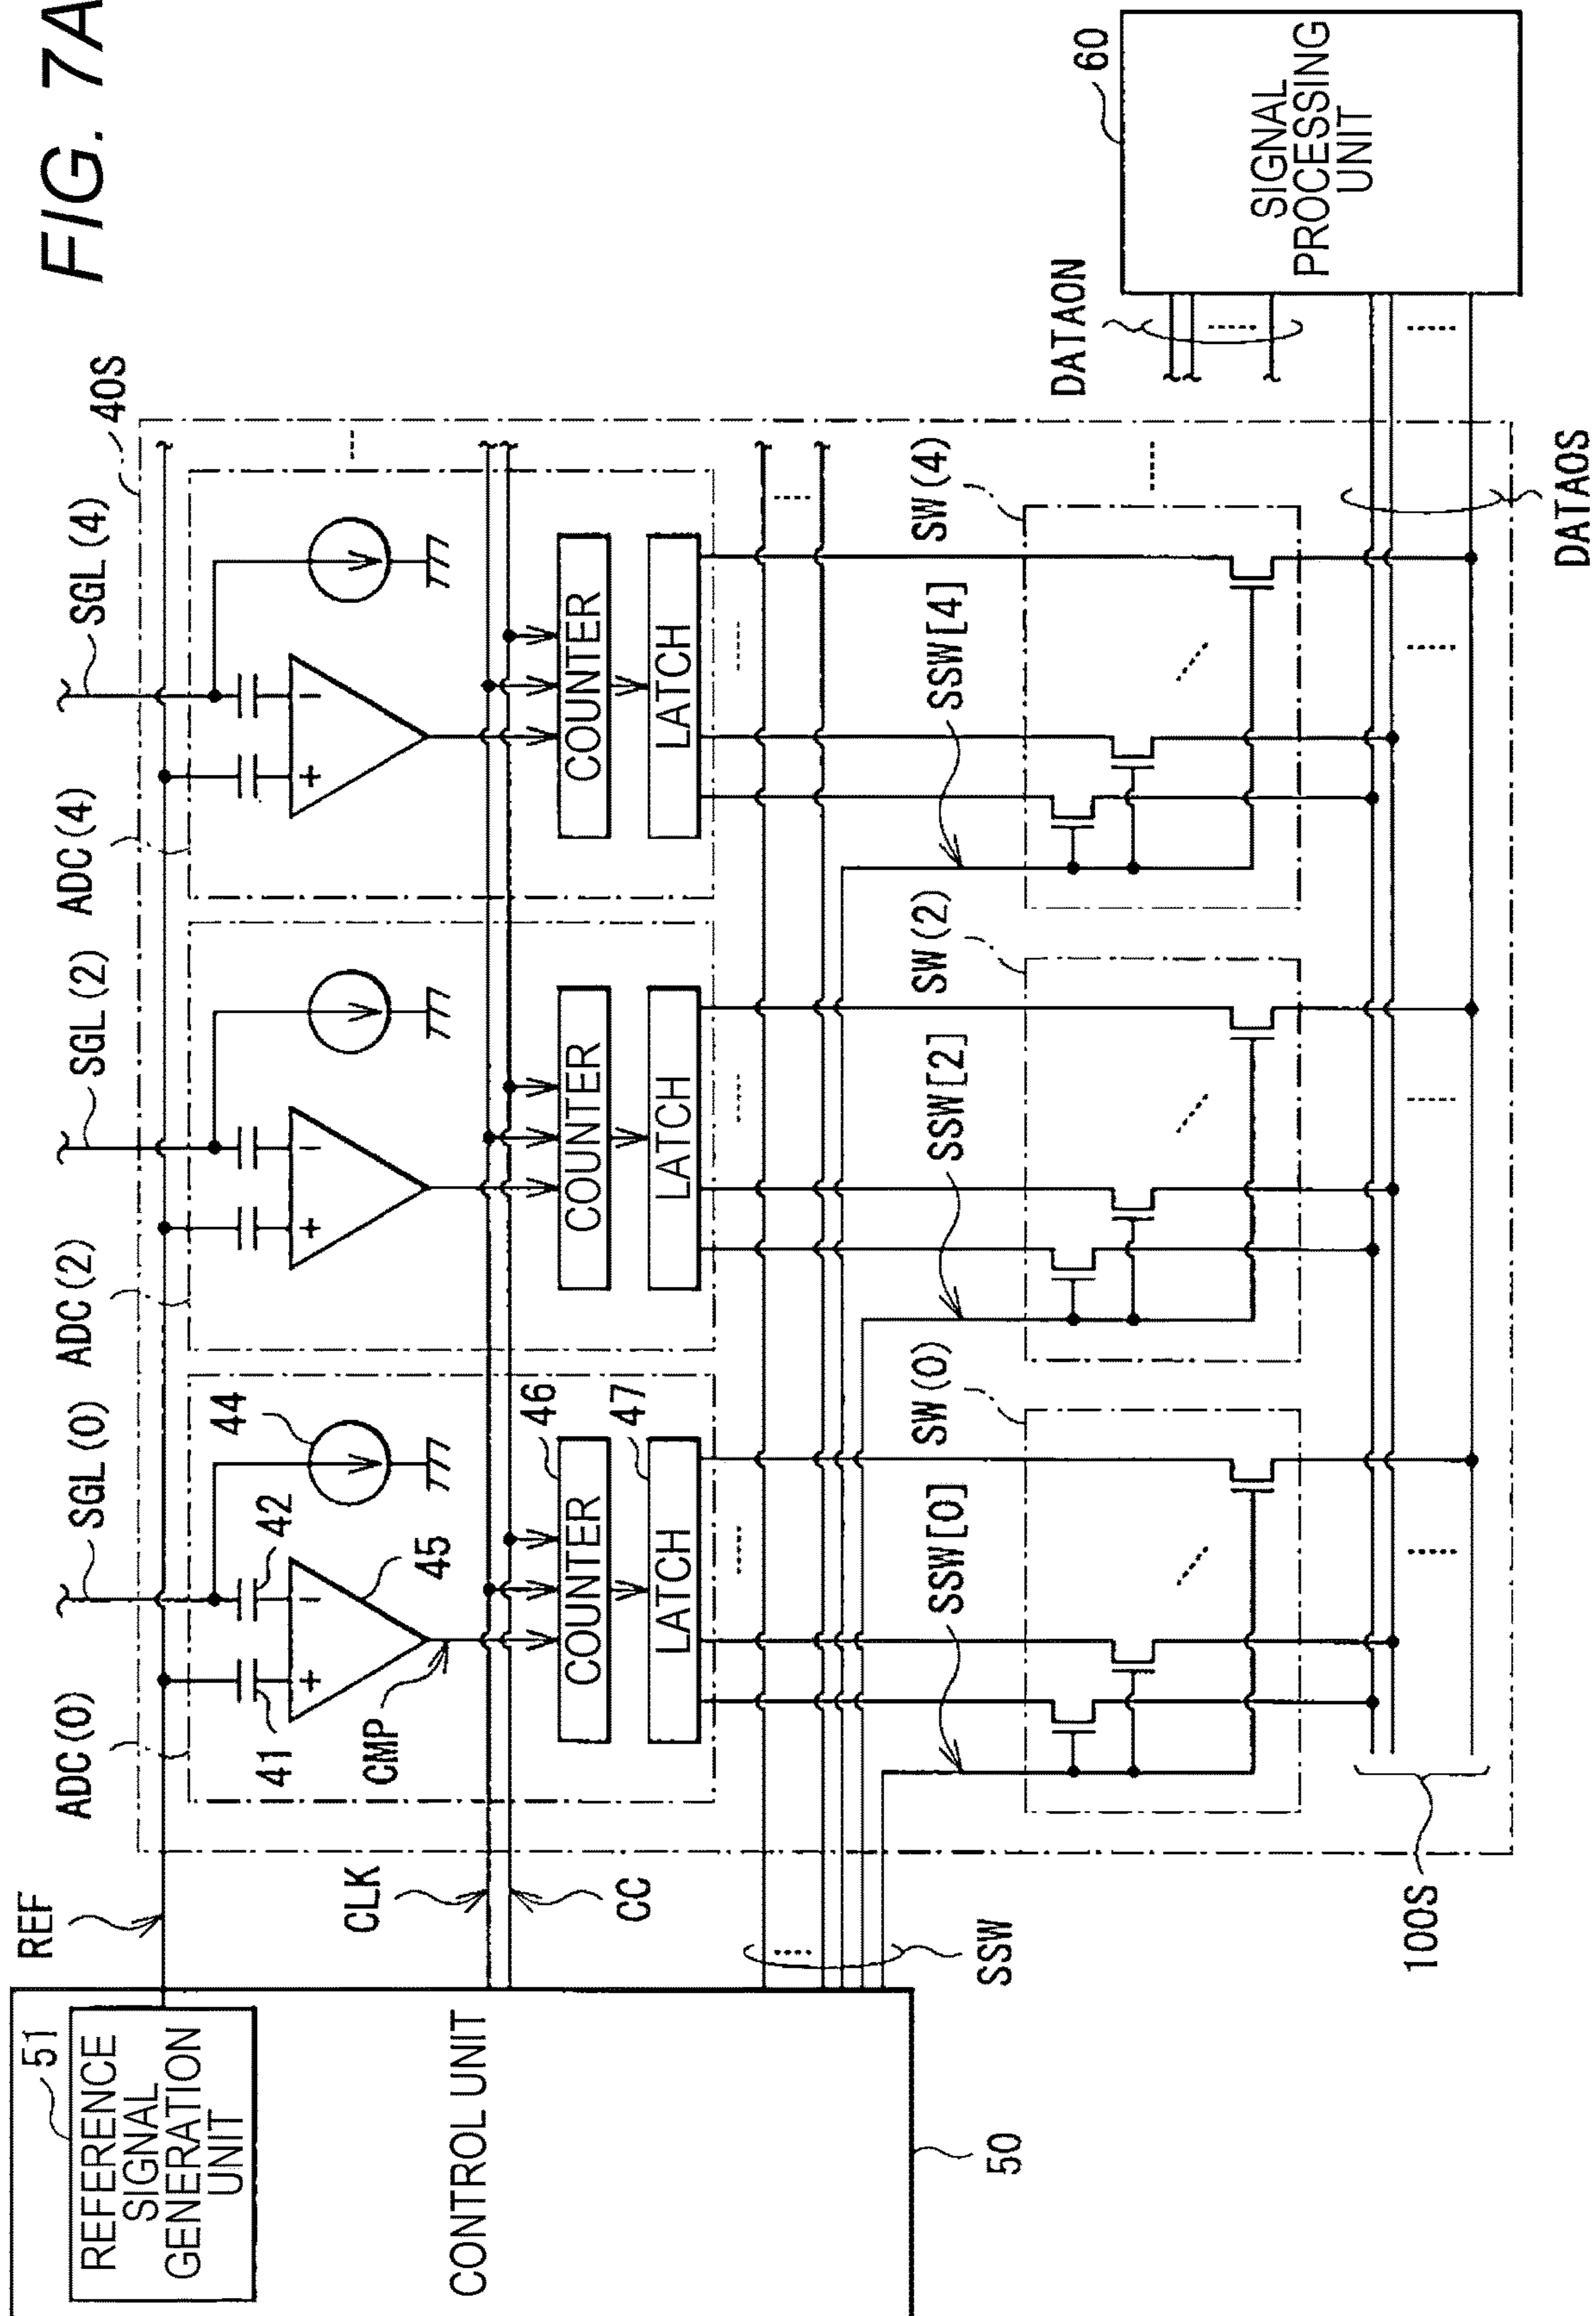 FIG. 7A
ADC(0)
SGL(0)
ADC(2)
SGL(2)
ADC(4)
SGL(4)
40S
51
REFERENCE
SIGNAL
GENERATION
UNIT
REF
41
42
44
+
−
+
−
+
−
45
CMP
CONTROL UNIT
CLK
CC
46
COUNTER
COUNTER
COUNTER
47
LATCH
LATCH
LATCH
50
SSW
SSW[0]
SW(0)
SSW[2]
SW(2)
SSW[4]
SW(4)
DATAON
60
SIGNAL
PROCESSING
UNIT
100S
DATAOS